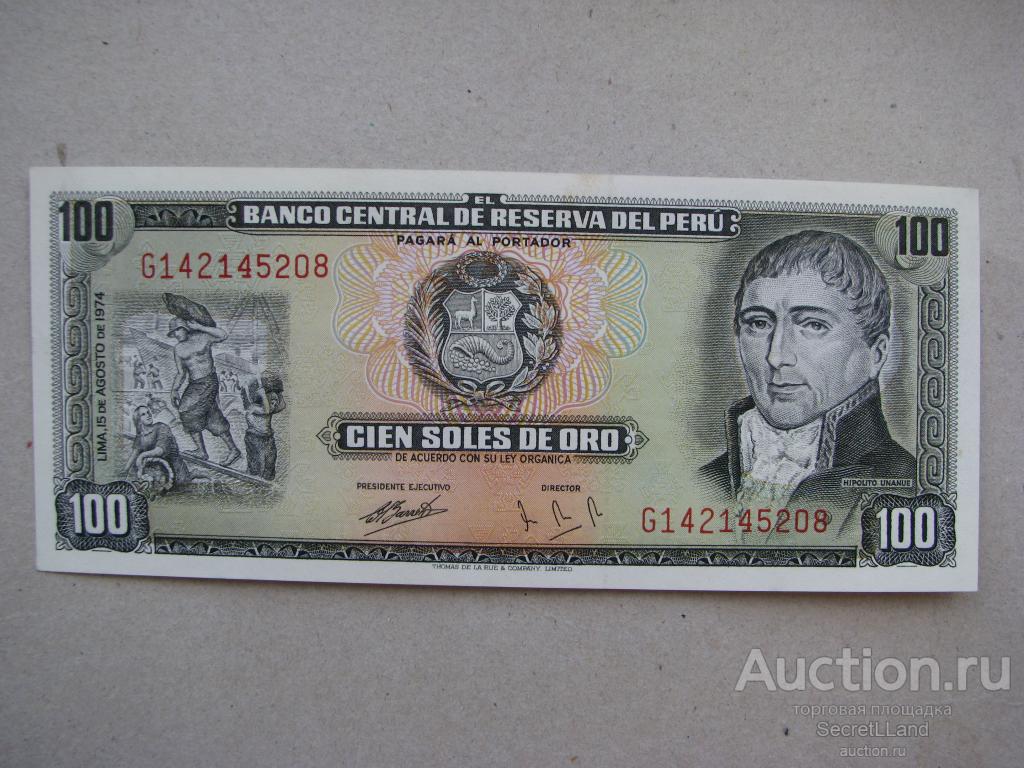 EL
100
BANCO CENTRAL DE RESERVA DEL PERÚ
100
PAGARÁ AL PORTADOR
G142145208
LIMA, 15 DE AGOSTO DE 1974
CIEN SOLES DE ORO
DE ACUERDO CON SU LEY ORGANICA
HIPOLITO UNANUE
PRESIDENTE EJECUTIVO
DIRECTOR
100
G142145208
100
THOMAS DE LA RUE & COMPANY, LIMITED
Auction.ru
торговая площадка
SecretLLand
auction.ru